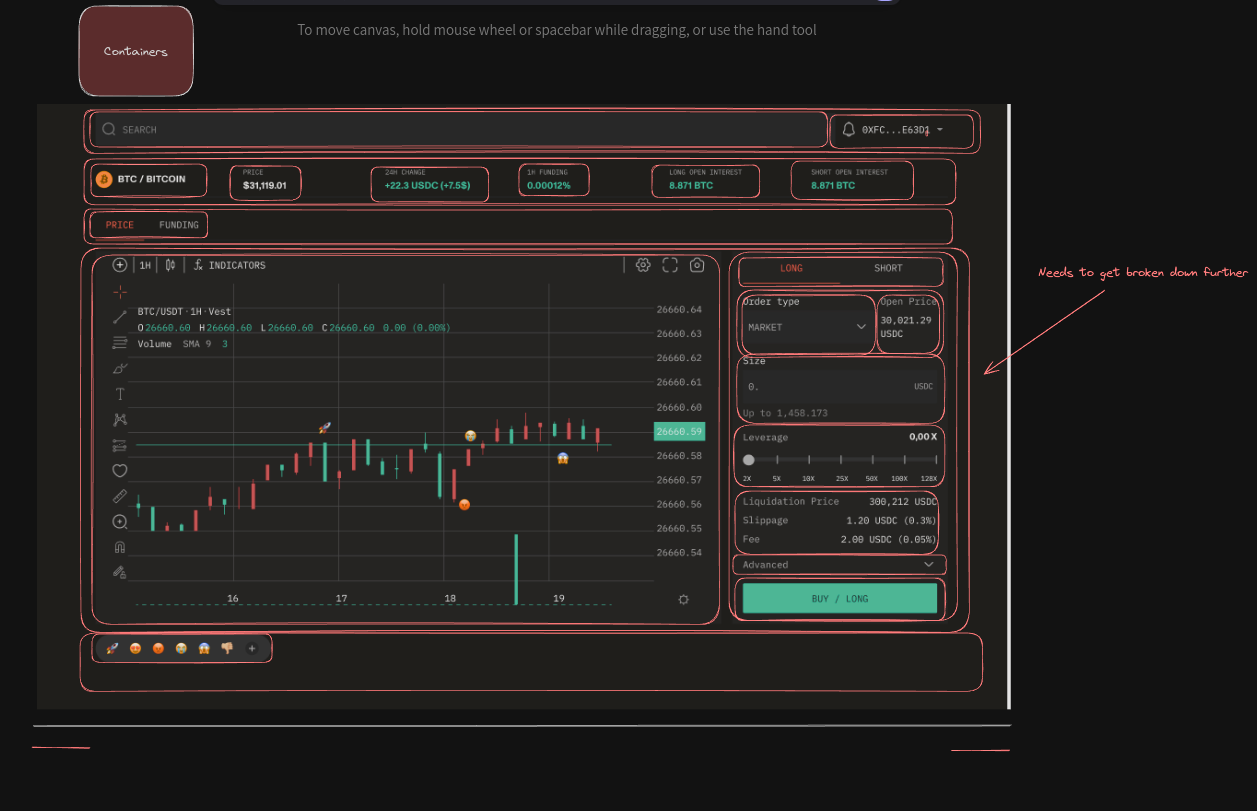 To move canvas, hold mouse wheel or spacebar while dragging, or use the hand tool
Containers
SEARCH
0XFC...E63D1
BTC / BITCOIN
PRICE
$31,119.01
24H CHANGE
+22.3 USDC (+7.5$)
1H FUNDING
0.00012%
LONG OPEN INTEREST
8.871 BTC
SHORT OPEN INTEREST
8.871 BTC
PRICE FUNDING
Needs to get broken down further
1H INDICATORS
BTC/USDT·1H·Vest
O 26660.60 H 26660.60 L 26660.60 C 26660.60 0.00 (0.00%)
Volume SMA 9 3
26660.64
26660.63
26660.62
26660.61
26660.60
26660.59
26660.58
26660.57
26660.56
26660.55
26660.54
16 17 18 19
LONG SHORT
Order type
MARKET
Open Price
30,021.29
USDC
Size
0. USDC
Up to 1,458.173
Leverage 0,00X
2X 5X 10X 25X 50X 100X 128X
Liquidation Price 300,212 USDC
Slippage 1.20 USDC (0.3%)
Fee 2.00 USDC (0.05%)
Advanced
BUY / LONG